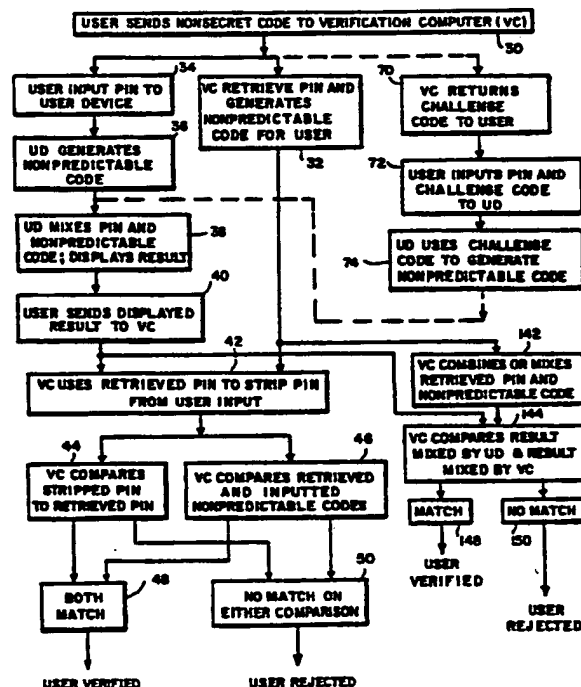 USER SENDS NONSECRET CODE TO VERIFICATION COMPUTER (VC)
30
34
USER INPUT PIN TO
USER DEVICE
36
UD GENERATES
NONPREDICTABLE
CODE
VC RETRIEVE PIN AND
GENERATES
NONPREDICTABLE
CODE FOR USER
32
70
VC RETURNS
CHALLENGE
CODE TO USER
72
USER INPUTS PIN AND
CHALLENGE CODE
TO UD
74
UD USES CHALLENGE
CODE TO GENERATE
NONPREDICTABLE CODE
UD MIXES PIN AND
NONPREDICTABLE
CODE; DISPLAYS RESULT
38
40
USER SENDS DISPLAYED
RESULT TO VC
42
VC USES RETRIEVED PIN TO STRIP PIN
FROM USER INPUT
142
VC COMBINES OR MIXES
RETRIEVED PIN AND
NONPREDICTABLE CODE
144
VC COMPARES RESULT
MIXED BY UD & RESULT
MIXED BY VC
44
VC COMPARES
STRIPPED PIN
TO RETRIEVED PIN
46
VC COMPARES RETRIEVED
AND INPUTTED
NONPREDICTABLE CODES
MATCH
148
USER
VERIFIED
NO MATCH
150
USER
REJECTED
BOTH
MATCH
48
USER VERIFIED
50
NO MATCH ON
EITHER COMPARISON
USER REJECTED